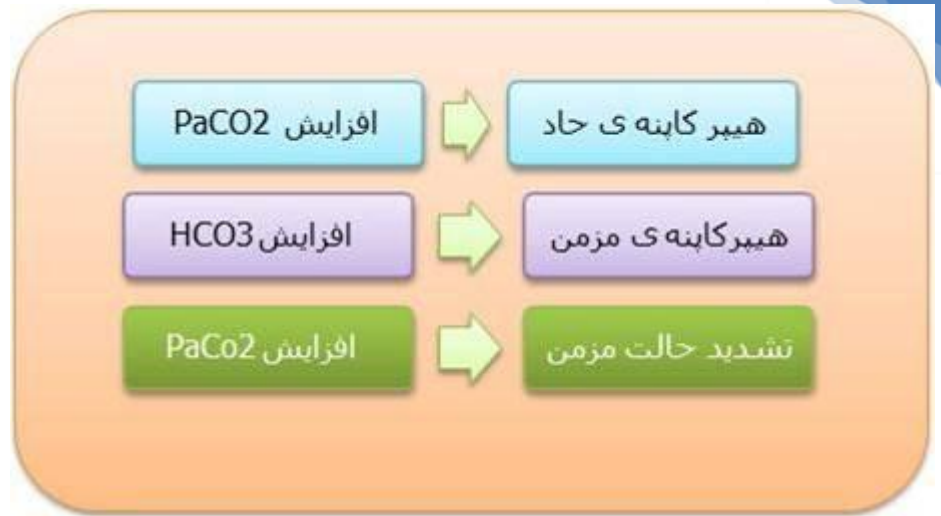 افزایش PaCO2
هیپر کاپنه ی حاد
افزایش HCO3
هیپرکاپنه ی مزمن
افزایش PaCo2
تشدید حالت مزمن